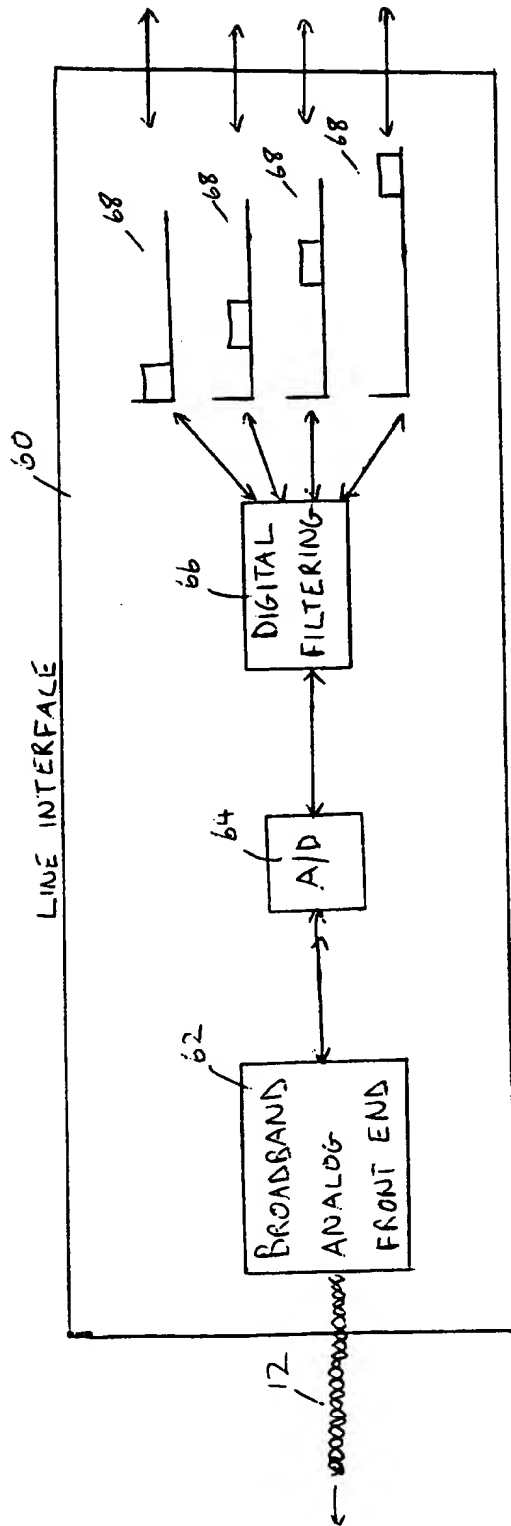 LINE INTERFACE
60
12
62
BROADBAND
ANALOG
FRONT END
64
A/D
66
DIGITAL
FILTERING
68
68
68
68